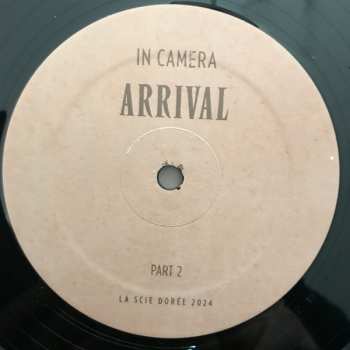 IN CAMERA
ARRIVAL
PART 2
LA SCIE DORÉE 2024